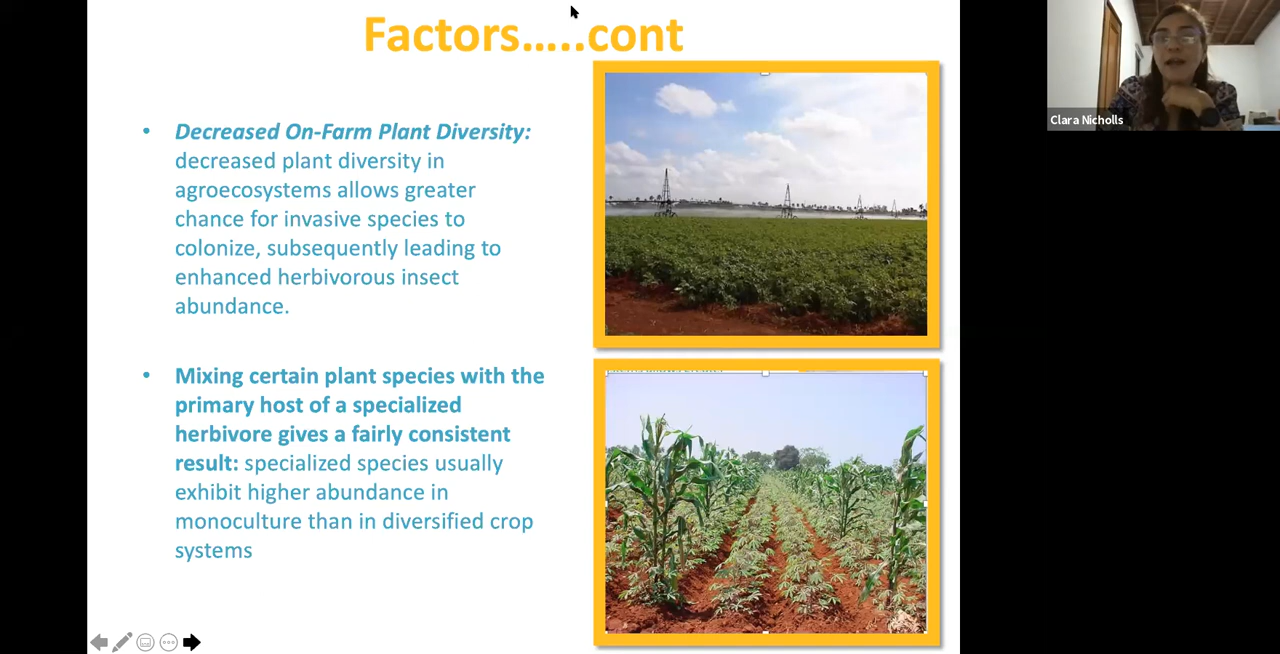 Factors.....cont
• Decreased On-Farm Plant Diversity:
decreased plant diversity in
agroecosystems allows greater
chance for invasive species to
colonize, subsequently leading to
enhanced herbivorous insect
abundance.
• Mixing certain plant species with the
primary host of a specialized
herbivore gives a fairly consistent
result: specialized species usually
exhibit higher abundance in
monoculture than in diversified crop
systems
Clara Nicholls